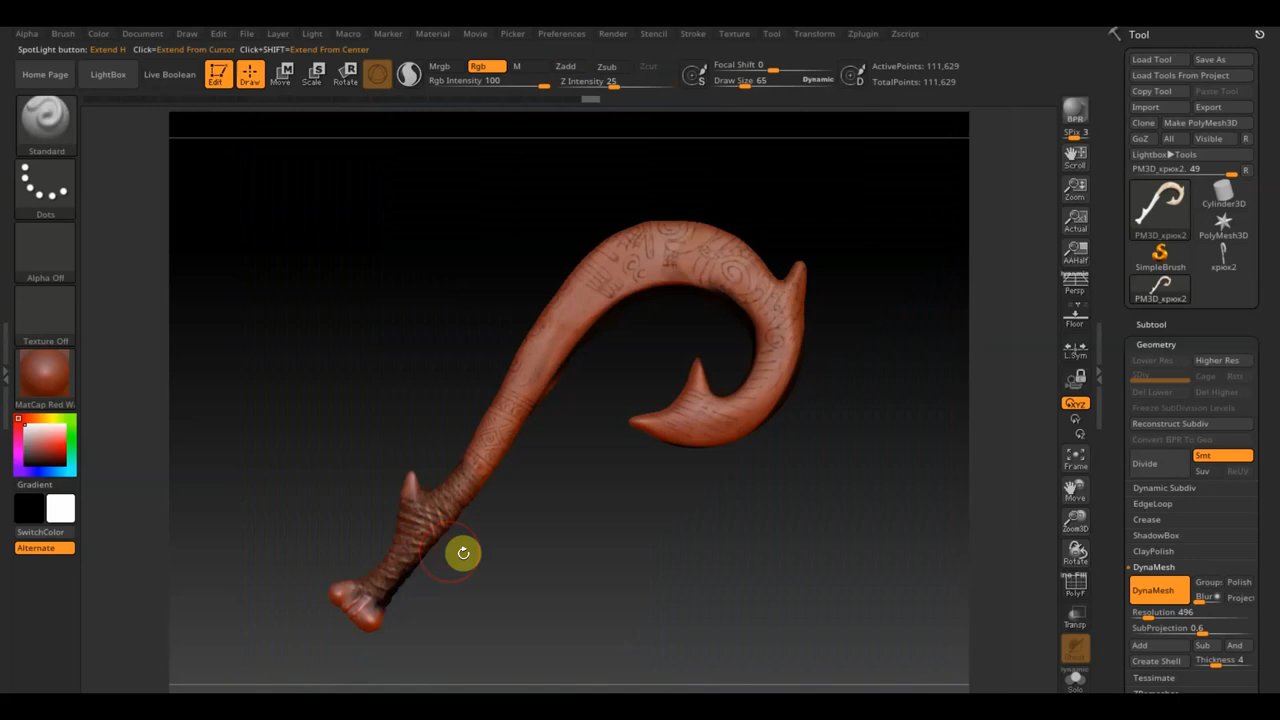 Alpha Brush Color Document Draw Edit File Layer Light Macro Marker Material Movie Picker Preferences Render Stencil Stroke Texture Tool Transform Zplugin Zscript
SpotLight button: Extend H Click=Extend From Cursor Click+SHIFT=Extend From Center
Tool
Home Page
LightBox
Live Boolean
Edit
Draw
Move
Scale
Rotate
Mrgb Rgb M
Rgb Intensity 100
Zadd Zsub Zcut
Z Intensity 25
S
Focal Shift 0
Draw Size 65 Dynamic
D
ActivePoints: 111,629
TotalPoints: 111,629
Standard
Dots
Alpha Off
Texture Off
MatCap Red W
Gradient
SwitchColor
Alternate
BPR
SPix 3
Scroll
Zoom
Actual
AAHalf
Dynamic
Persp
Floor
L.Sym
XYZ
Frame
Move
Zoom3D
Rotate
Line Fill
PolyF
Transp
Dynamic
Solo
Load Tool Save As
Load Tools From Project
Copy Tool Paste Tool
Import Export
Clone Make PolyMesh3D
GoZ All Visible R
Lightbox▶Tools
PM3D_крюк2. 49 R
PM3D_крюк2
Cylinder3D
PolyMesh3D
SimpleBrush
крюк2
PM3D_крюк2
Subtool
Geometry
Lower Res Higher Res
SDiv Cage Rstr
Del Lower Del Higher
Freeze SubDivision Levels
Reconstruct Subdiv
Convert BPR To Geo
Divide
Smt
Suv ReUV
Dynamic Subdiv
EdgeLoop
Crease
ShadowBox
ClayPolish
DynaMesh
DynaMesh
Groups Polish
Blur Project
Resolution 496
SubProjection 0.6
Add Sub And
Create Shell Thickness 4
Tessimate